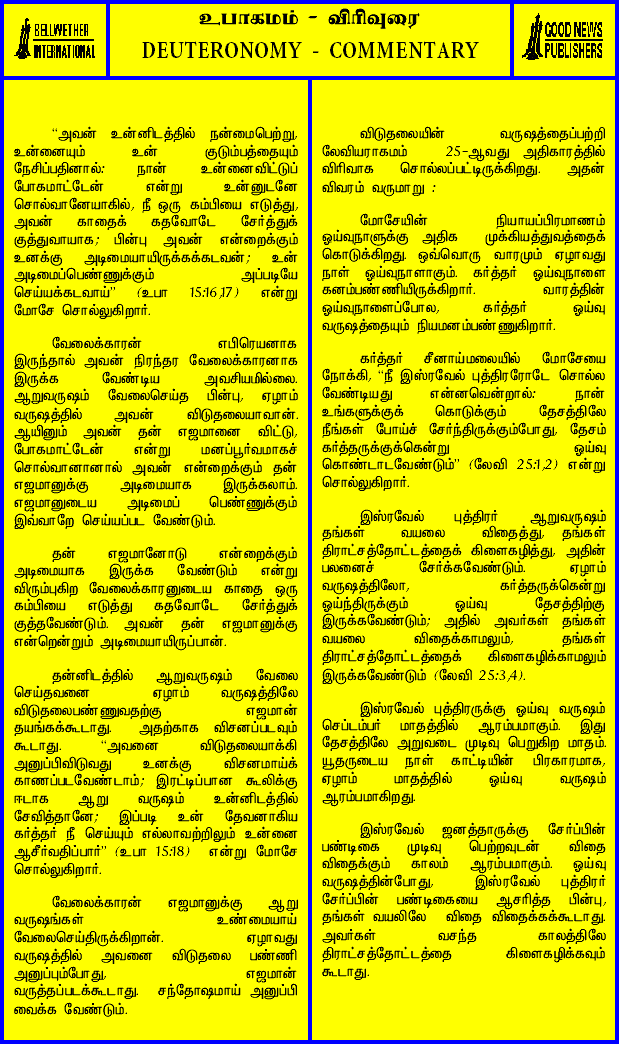 BELLWETHER
INTERNATIONAL
உபாகமம் - விரிவுரை
DEUTERONOMY - COMMENTARY
GOOD NEWS
PUBLISHERS
“அவன் உன்னிடத்தில் நன்மைபெற்று,
உன்னையும் உன் குடும்பத்தையும்
நேசிப்பதினால்: நான் உன்னைவிட்டுப்
போகமாட்டேன் என்று உன்னுடனே
சொல்வானேயாகில், நீ ஒரு கம்பியை எடுத்து,
அவன் காதைக் கதவோடே சேர்த்துக்
குத்துவாயாக; பின்பு அவன் என்றைக்கும்
உனக்கு அடிமையாயிருக்கக்கடவன்; உன்
அடிமைப்பெண்ணுக்கும் அப்படியே
செய்யக்கடவாய்” (உபா 15:16,17) என்று
மோசே சொல்லுகிறார்.
வேலைக்காரன் எபிரெயனாக
இருந்தால் அவன் நிரந்தர வேலைக்காரனாக
இருக்க வேண்டிய அவசியமில்லை.
ஆறுவருஷம் வேலைசெய்த பின்பு, ஏழாம்
வருஷத்தில் அவன் விடுதலையாவான்.
ஆயினும் அவன் தன் எஜமானை விட்டு,
போகமாட்டேன் என்று மனப்பூர்வமாகச்
சொல்வானானால் அவன் என்றைக்கும் தன்
எஜமானுக்கு அடிமையாக இருக்கலாம்.
எஜமானுடைய அடிமைப் பெண்ணுக்கும்
இவ்வாறே செய்யப்பட வேண்டும்.
தன் எஜமானோடு என்றைக்கும்
அடிமையாக இருக்க வேண்டும் என்று
விரும்புகிற வேலைக்காரனுடைய காதை ஒரு
கம்பியை எடுத்து கதவோடே சேர்த்துக்
குத்தவேண்டும். அவன் தன் எஜமானுக்கு
என்றென்றும் அடிமையாயிருப்பான்.
தன்னிடத்தில் ஆறுவருஷம் வேலை
செய்தவனை ஏழாம் வருஷத்திலே
விடுதலைபண்ணுவதற்கு எஜமான்
தயங்கக்கூடாது. அதற்காக விசனப்படவும்
கூடாது. “அவனை விடுதலையாக்கி
அனுப்பிவிடுவது உனக்கு விசனமாய்க்
காணப்படவேண்டாம்; இரட்டிப்பான கூலிக்கு
ஈடாக ஆறு வருஷம் உன்னிடத்தில்
சேவித்தானே; இப்படி உன் தேவனாகிய
கர்த்தர் நீ செய்யும் எல்லாவற்றிலும் உன்னை
ஆசீர்வதிப்பார்” (உபா 15:18) என்று மோசே
சொல்லுகிறார்.
வேலைக்காரன் எஜமானுக்கு ஆறு
வருஷங்கள் உண்மையாய்
வேலைசெய்திருக்கிறான். ஏழாவது
வருஷத்தில் அவனை விடுதலை பண்ணி
அனுப்பும்போது, எஜமான்
வருத்தப்படக்கூடாது. சந்தோஷமாய் அனுப்பி
வைக்க வேண்டும்.
விடுதலையின் வருஷத்தைப்பற்றி
லேவியராகமம் 25-ஆவது அதிகாரத்தில்
விரிவாக சொல்லப்பட்டிருக்கிறது. அதன்
விவரம் வருமாறு :
மோசேயின் நியாயப்பிரமாணம்
ஓய்வுநாளுக்கு அதிக முக்கியத்துவத்தைக்
கொடுக்கிறது. ஒவ்வொரு வாரமும் ஏழாவது
நாள் ஓய்வுநாளாகும். கர்த்தர் ஓய்வுநாளை
கனம்பண்ணியிருக்கிறார். வாரத்தின்
ஓய்வுநாளைப்போல, கர்த்தர் ஓய்வு
வருஷத்தையும் நியமனம்பண்ணுகிறார்.
கர்த்தர் சீனாய்மலையில் மோசேயை
நோக்கி, “நீ இஸ்ரவேல் புத்திரரோடே சொல்ல
வேண்டியது என்னவென்றால்: நான்
உங்களுக்குக் கொடுக்கும் தேசத்திலே
நீங்கள் போய்ச் சேர்ந்திருக்கும்போது, தேசம்
கர்த்தருக்குக்கென்று ஓய்வு
கொண்டாடவேண்டும்” (லேவி 25:1,2) என்று
சொல்லுகிறார்.
இஸ்ரவேல் புத்திரர் ஆறுவருஷம்
தங்கள் வயலை விதைத்து, தங்கள்
திராட்சத்தோட்டத்தைக் கிளைகழித்து, அதின்
பலனைச் சேர்க்கவேண்டும். ஏழாம்
வருஷத்திலோ, கர்த்தருக்கென்று
ஓய்ந்திருக்கும் ஓய்வு தேசத்திற்கு
இருக்கவேண்டும்; அதில் அவர்கள் தங்கள்
வயலை விதைக்காமலும், தங்கள்
திராட்சத்தோட்டத்தைக் கிளைகழிக்காமலும்
இருக்கவேண்டும் (லேவி 25:3,4).
இஸ்ரவேல் புத்திரருக்கு ஓய்வு வருஷம்
செப்டம்பர் மாதத்தில் ஆரம்பமாகும். இது
தேசத்திலே அறுவடை முடிவு பெறுகிற மாதம்.
யூதருடைய நாள் காட்டியின் பிரகாரமாக,
ஏழாம் மாதத்தில் ஓய்வு வருஷம்
ஆரம்பமாகிறது.
இஸ்ரவேல் ஜனத்தாருக்கு சேர்ப்பின்
பண்டிகை முடிவு பெற்றவுடன் விதை
விதைக்கும் காலம் ஆரம்பமாகும். ஓய்வு
வருஷத்தின்போது, இஸ்ரவேல் புத்திரர்
சேர்ப்பின் பண்டிகையை ஆசரித்த பின்பு,
தங்கள் வயலிலே விதை விதைக்கக்கூடாது.
அவர்கள் வசந்த காலத்திலே
திராட்சத்தோட்டத்தை கிளைகழிக்கவும்
கூடாது.